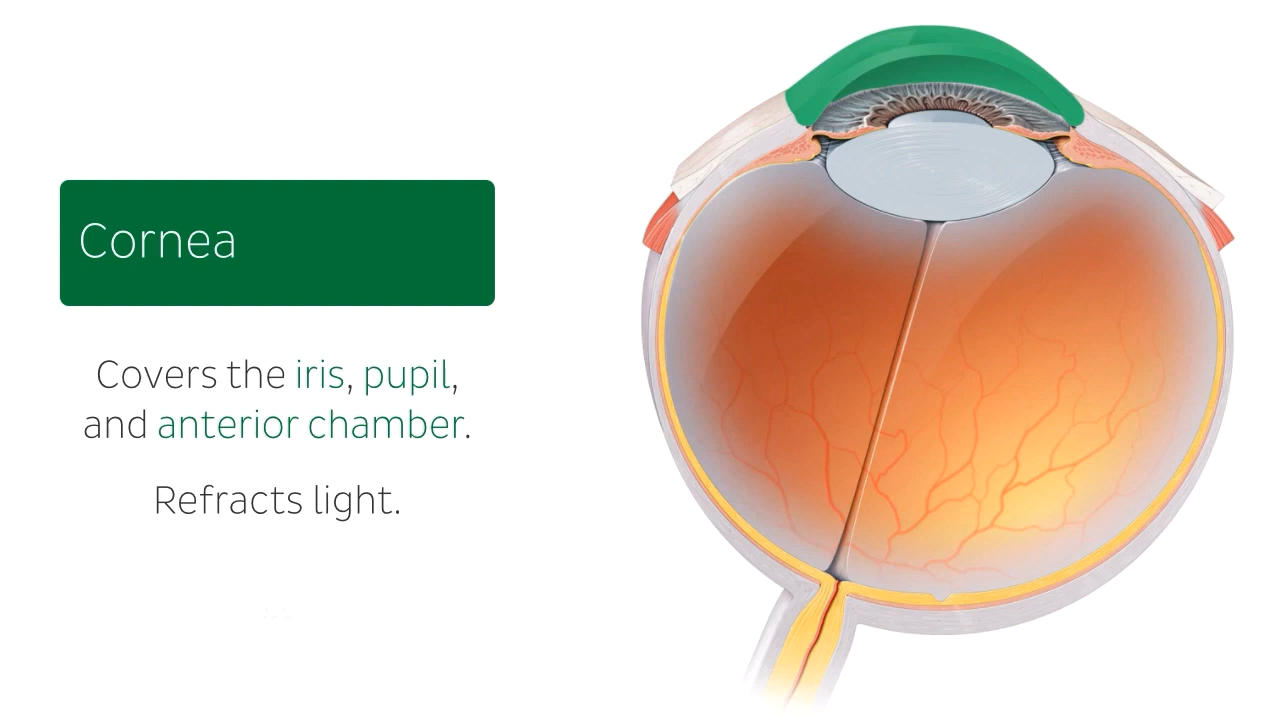 Cornea
Covers the iris, pupil,
and anterior chamber.
Refracts light.